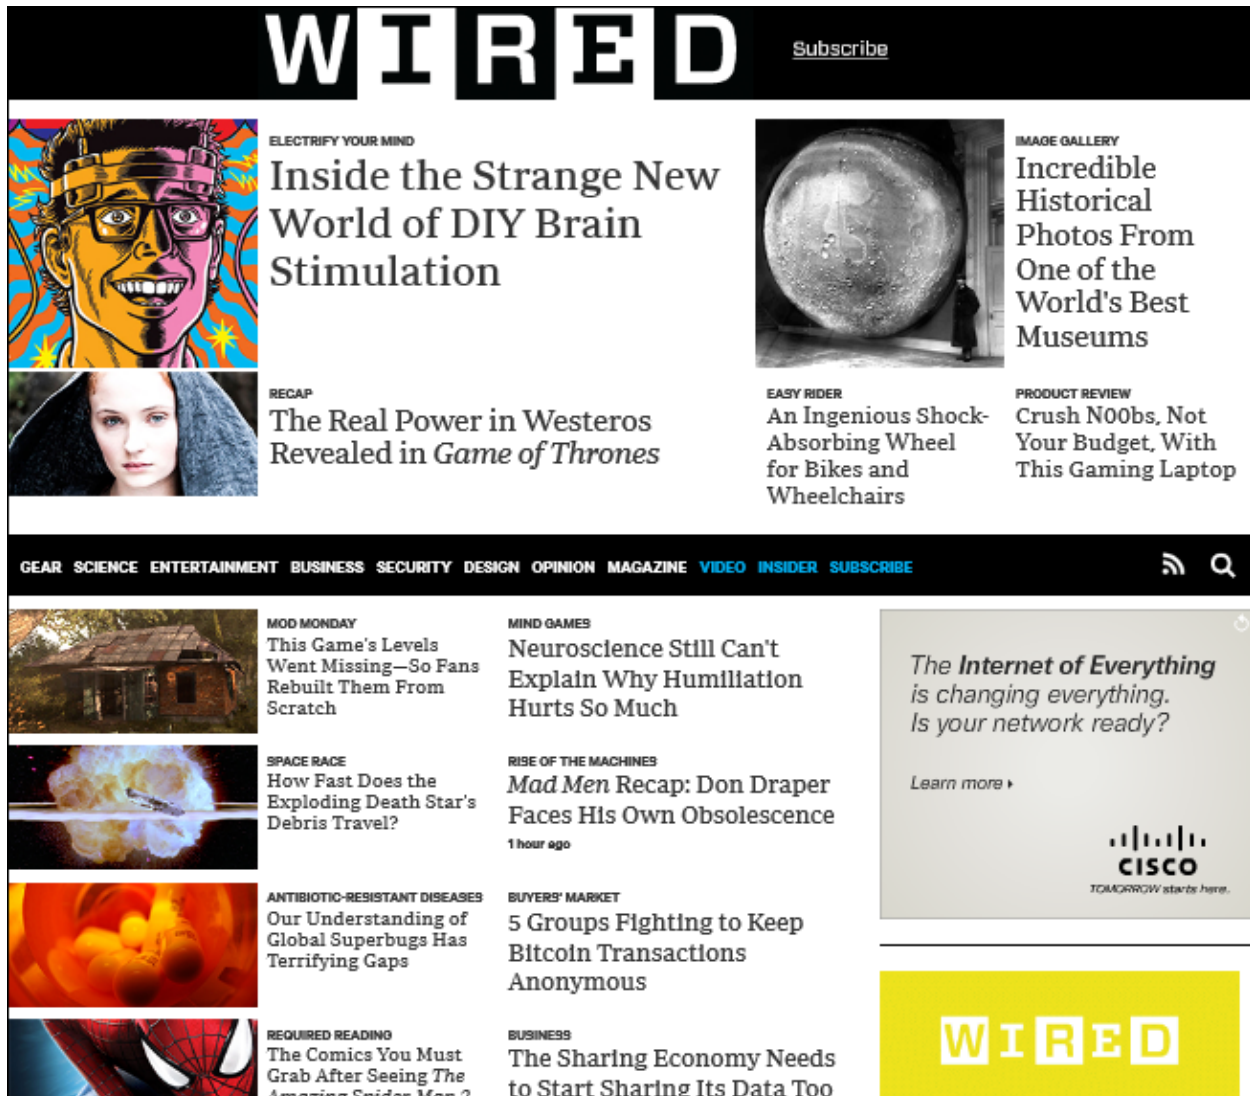 WIRED
Subscribe
ELECTRIFY YOUR MIND
Inside the Strange New
World of DIY Brain
Stimulation
IMAGE GALLERY
Incredible
Historical
Photos From
One of the
World's Best
Museums
RECAP
The Real Power in Westeros
Revealed in Game of Thrones
EASY RIDER
An Ingenious Shock-
Absorbing Wheel
for Bikes and
Wheelchairs
PRODUCT REVIEW
Crush N00bs, Not
Your Budget, With
This Gaming Laptop
GEAR SCIENCE ENTERTAINMENT BUSINESS SECURITY DESIGN OPINION MAGAZINE VIDEO INSIDER SUBSCRIBE
MOD MONDAY
This Game's Levels
Went Missing—So Fans
Rebuilt Them From
Scratch
SPACE RACE
How Fast Does the
Exploding Death Star's
Debris Travel?
ANTIBIOTIC-RESISTANT DISEASES
Our Understanding of
Global Superbugs Has
Terrifying Gaps
REQUIRED READING
The Comics You Must
Grab After Seeing The
Amazing Spider-Man 2
MIND GAMES
Neuroscience Still Can't
Explain Why Humiliation
Hurts So Much
RISE OF THE MACHINES
Mad Men Recap: Don Draper
Faces His Own Obsolescence
1 hour ago
BUYERS' MARKET
5 Groups Fighting to Keep
Bitcoin Transactions
Anonymous
BUSINESS
The Sharing Economy Needs
to Start Sharing Its Data Too
The Internet of Everything
is changing everything.
Is your network ready?
Learn more
CISCO
TOMORROW starts here.
WIRED